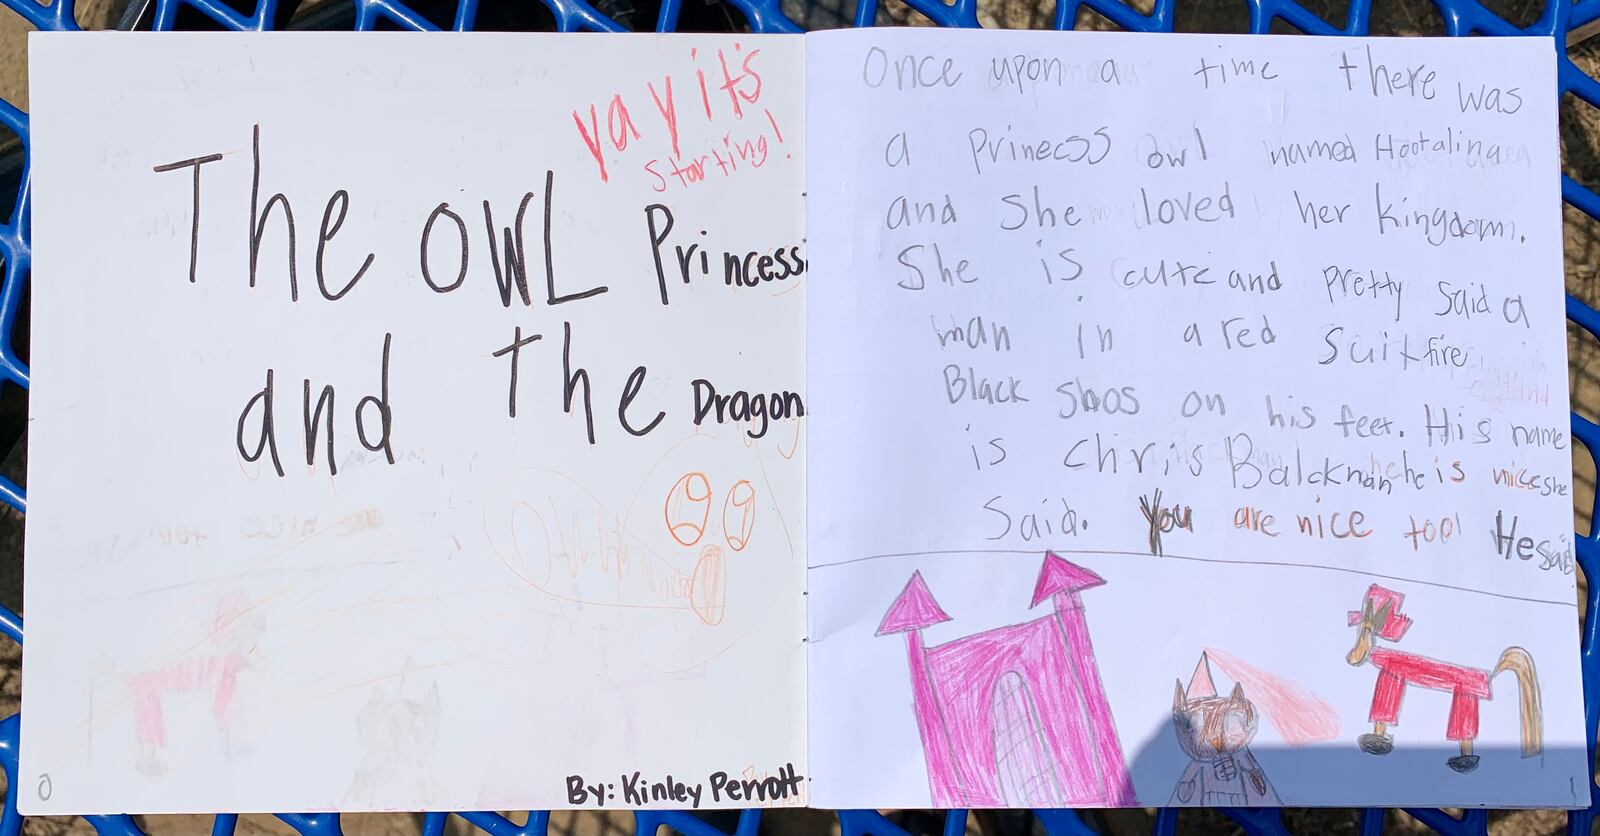 yay it's
starting!
The OWL Princess
and the Dragon
By: Kinley Perrott
0
Once upon a time there was
a Prinecss owl named Hootalina
and She loved her kingdom.
She is cute and Pretty said a
man in a red Suit fire
Black shoos on his feet. His name
is Chris Balckman he is nice she
Said. You are nice too! He said
1